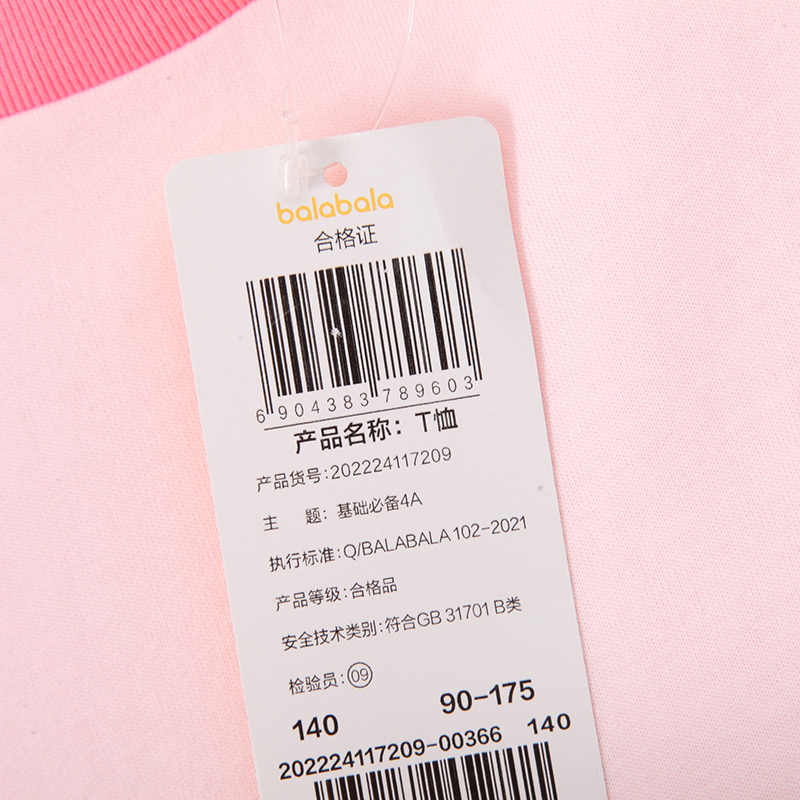 balabala
合格证
6 904383 789603
产品名称：T恤
产品货号:202224117209
主 题：基础必备4A
执行标准:Q/BALABALA 102-2021
产品等级:合格品
安全技术类别:符合GB 31701 B类
检验员:09
140 90-175
202224117209-00366 140